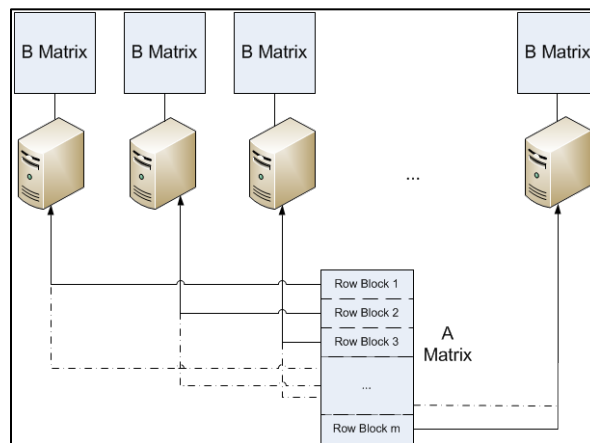 B Matrix
B Matrix
B Matrix
B Matrix
...
Row Block 1
Row Block 2
Row Block 3
...
Row Block m
A
Matrix